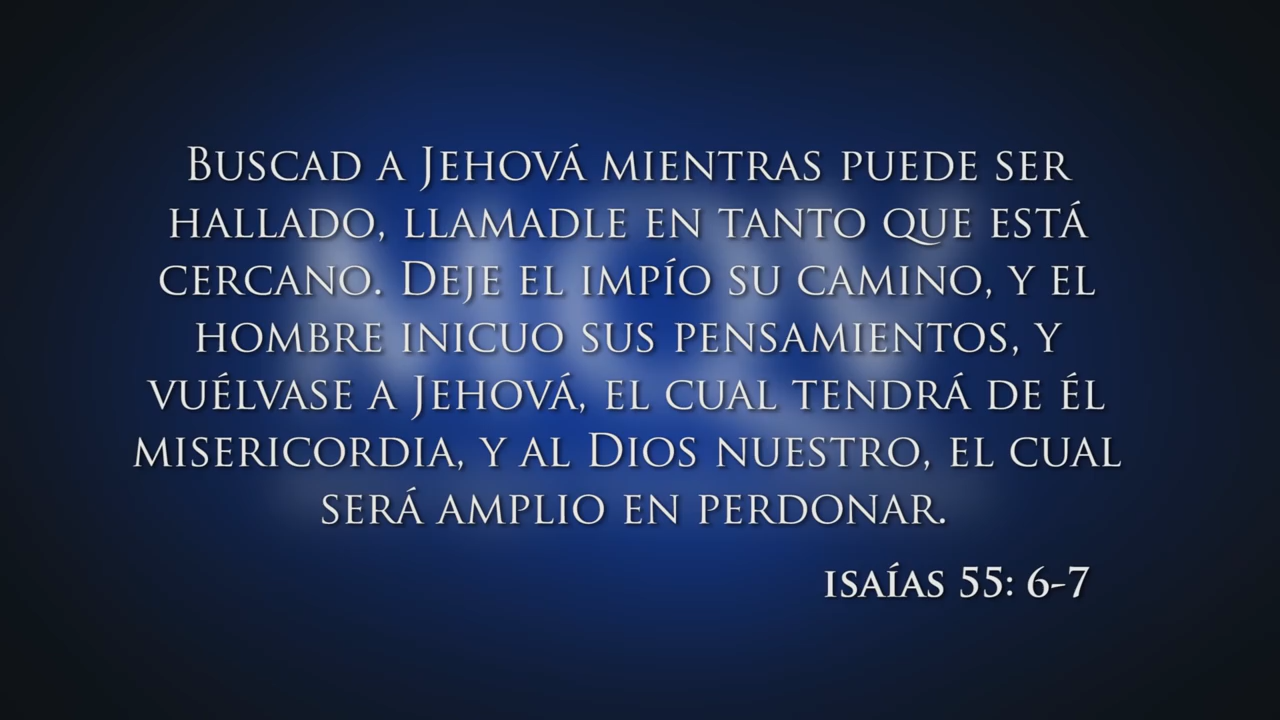 Buscad a Jehová mientras puede ser
hallado, llamadle en tanto que está
cercano. Deje el impío su camino, y el
hombre inicuo sus pensamientos, y
vuélvase a Jehová, el cual tendrá de él
misericordia, y al Dios nuestro, el cual
será amplio en perdonar.
Isaías 55: 6-7